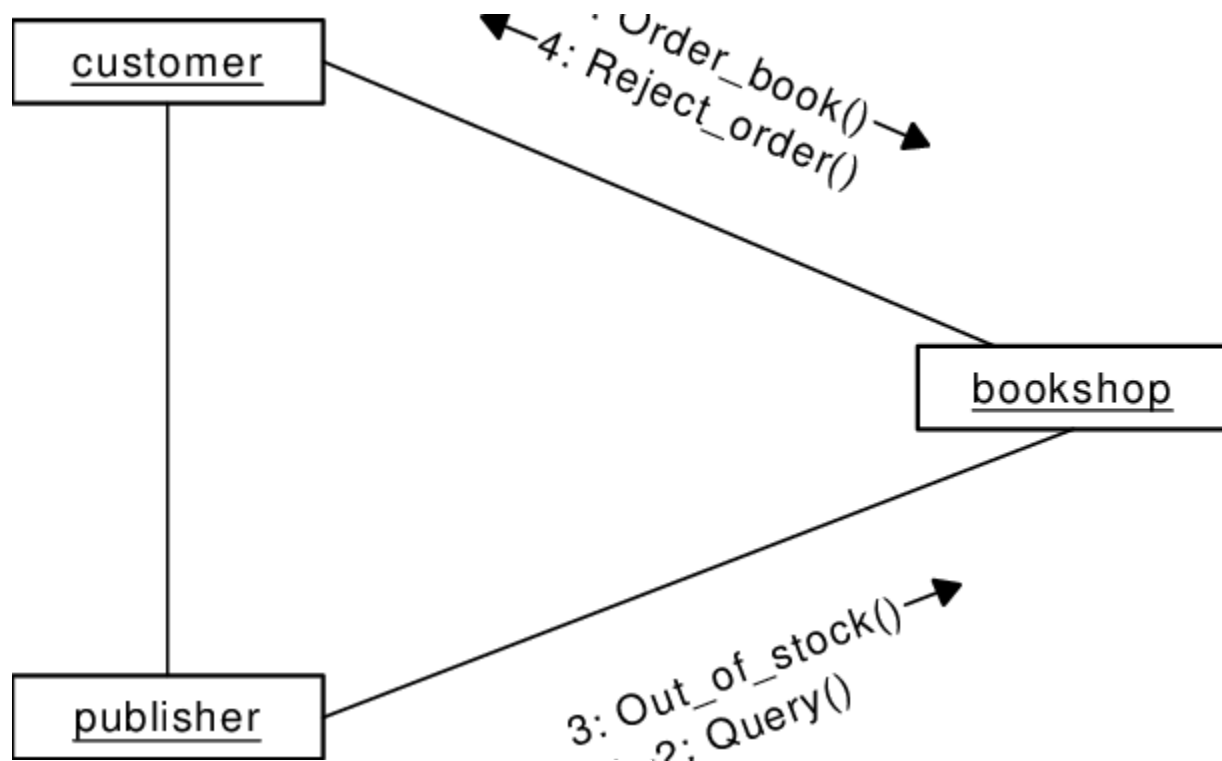 customer
: Order_book()
4: Reject_order()
bookshop
3: Out_of_stock()
2: Query()
publisher